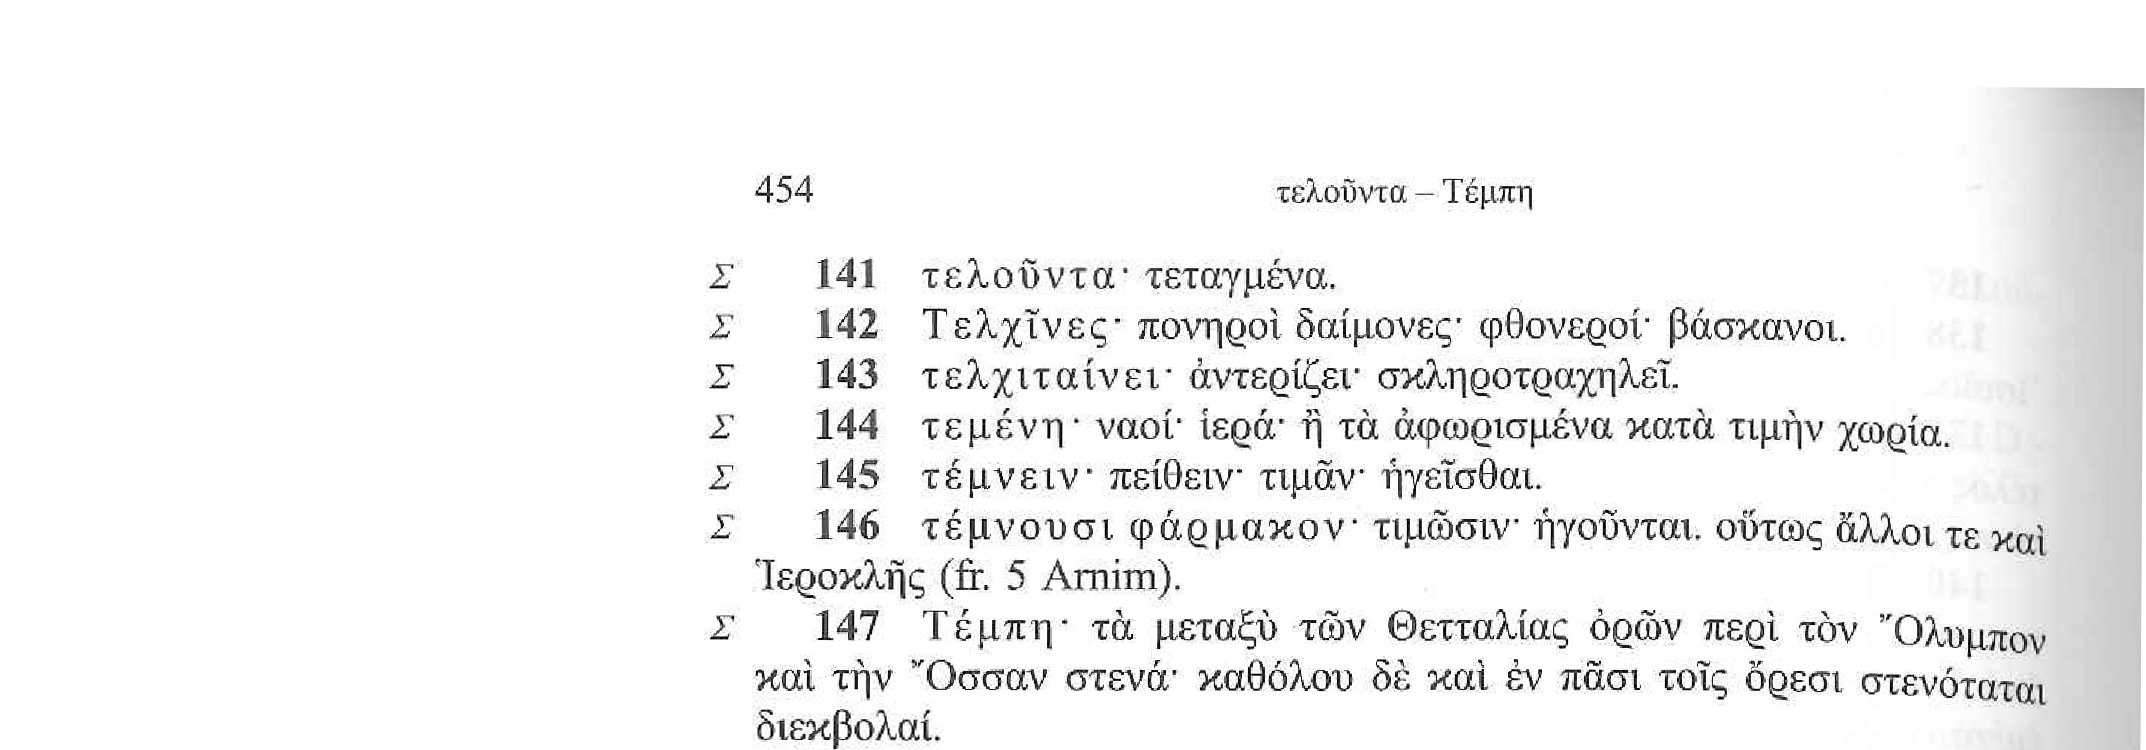 454 τελοῦντα – Τέμπη
Σ 141 τελοῦντα· τεταγμένα.
Σ 142 Τελχῖνες· πονηροὶ δαίμονες· φθονεροί· βάσκανοι.
Σ 143 τελχιταίνει· ἀντερίζει· σκληροτραχηλεῖ.
Σ 144 τεμένη· ναοί· ἱερά· ἢ τὰ ἀφωρισμένα κατὰ τιμὴν χωρία.
Σ 145 τέμνειν· πείθειν· τιμᾶν· ἡγεῖσθαι.
Σ 146 τέμνουσι φάρμακον· τιμῶσιν· ἡγοῦνται. οὕτως ἄλλοι τε καὶ
Ἱεροκλῆς (fr. 5 Arnim).
Σ 147 Τέμπη· τὰ μεταξὺ τῶν Θετταλίας ὀρῶν περὶ τὸν Ὄλυμπον
καὶ τὴν Ὄσσαν στενά· καθόλου δὲ καὶ ἐν πᾶσι τοῖς ὄρεσι στενόταται
διεκβολαί.